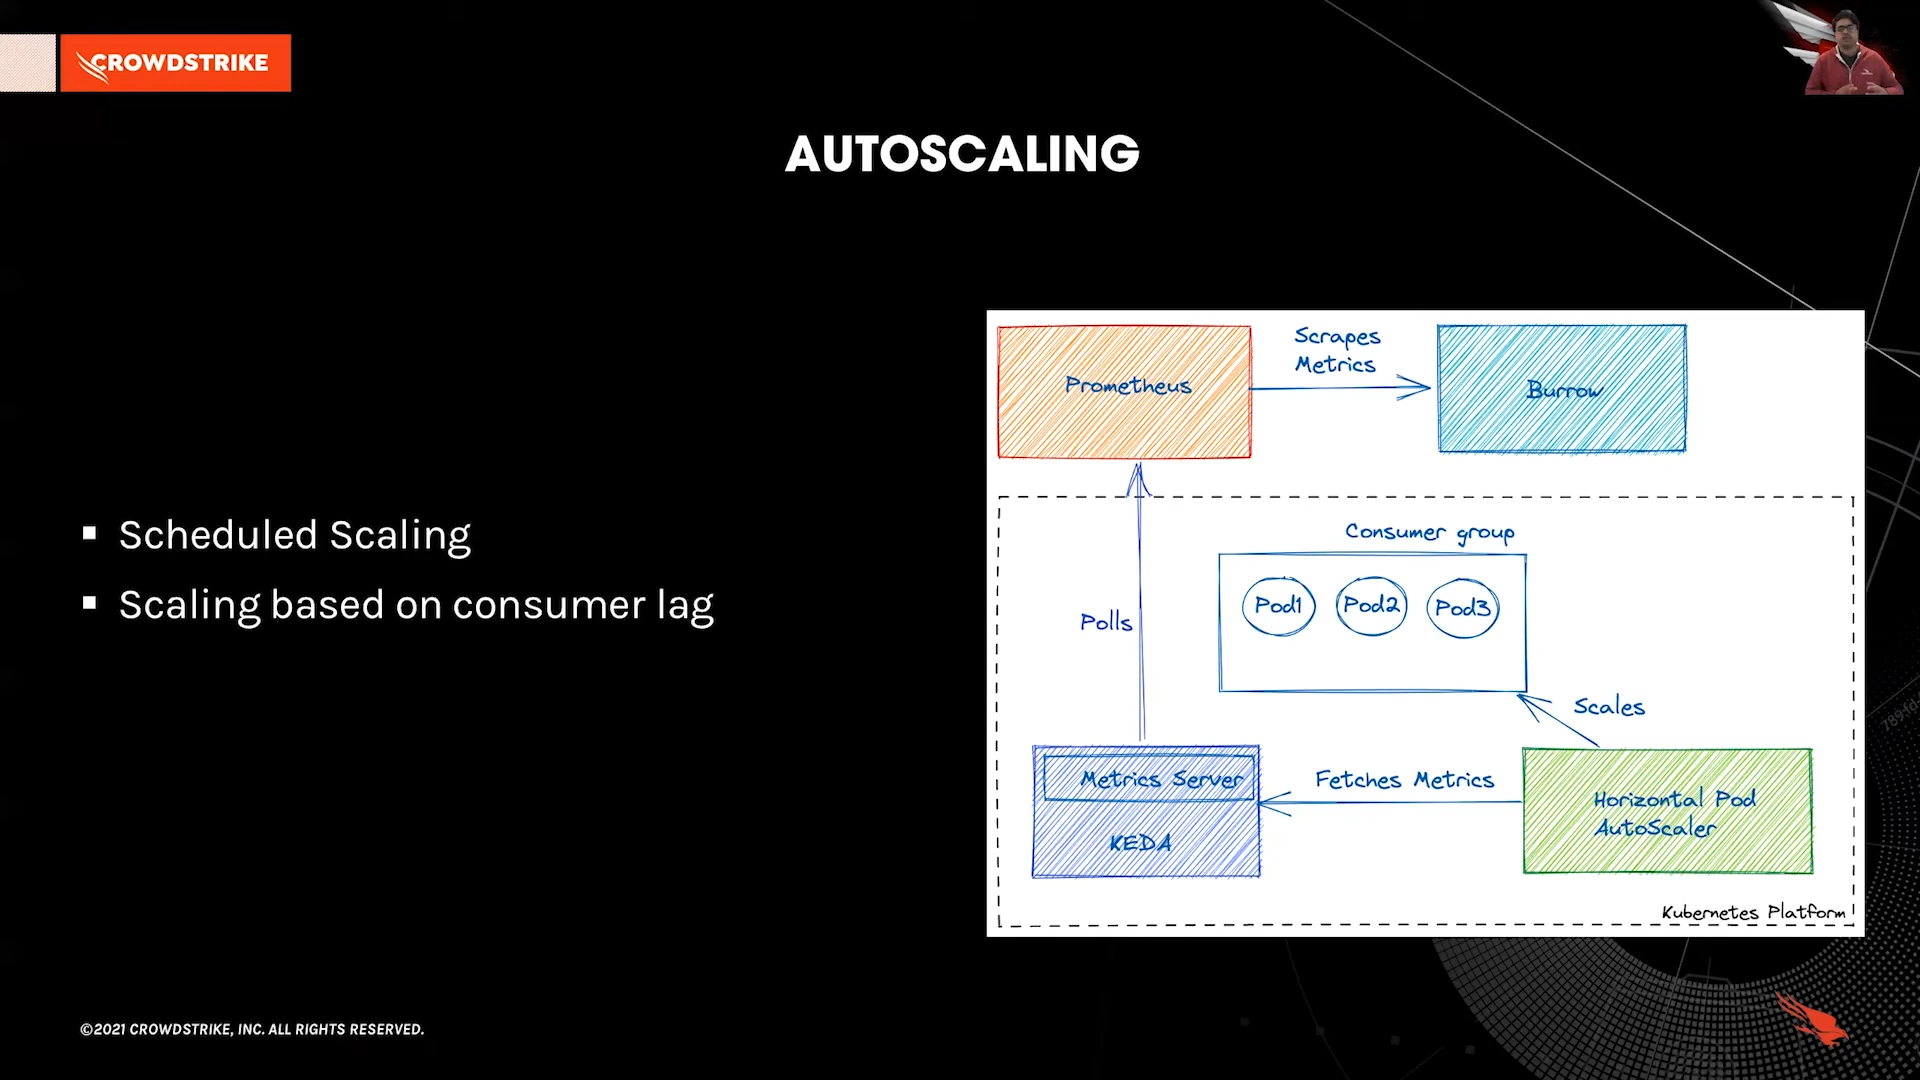 CROWDSTRIKE
AUTOSCALING
Scheduled Scaling
Scaling based on consumer lag
Prometheus
Scrapes
Metrics
Burrow
Polls
Consumer group
Pod1
Pod2
Pod3
Scales
Metrics Server
KEDA
Fetches Metrics
Horizontal Pod
AutoScaler
Kubernetes Platform
©2021 CROWDSTRIKE, INC. ALL RIGHTS RESERVED.